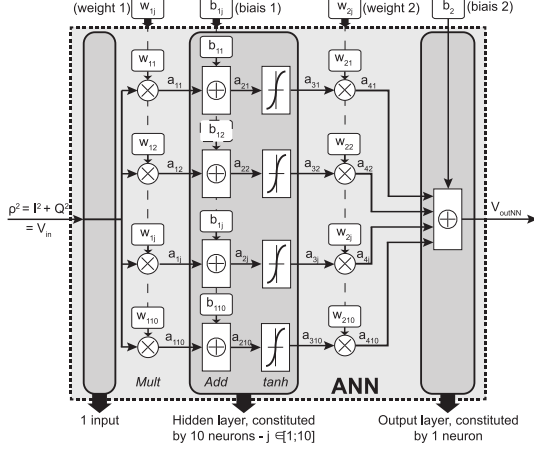 (weight 1) w1j b1j (biais 1) w2j (weight 2) b2 (biais 2)
b11
w11 w21
a11 a21 a31 a41
b12
w12 w22
a12 a22 a32 a42
ρ² = I² + Q²
= Vin
VoutNN
w1j b1j w2j
a1j a2j a3j a4j
b110
w110 w210
a110 a210 a310 a410
Mult Add tanh ANN
1 input
Hidden layer, constituted
by 10 neurons - j ∈[1;10]
Output layer, constituted
by 1 neuron